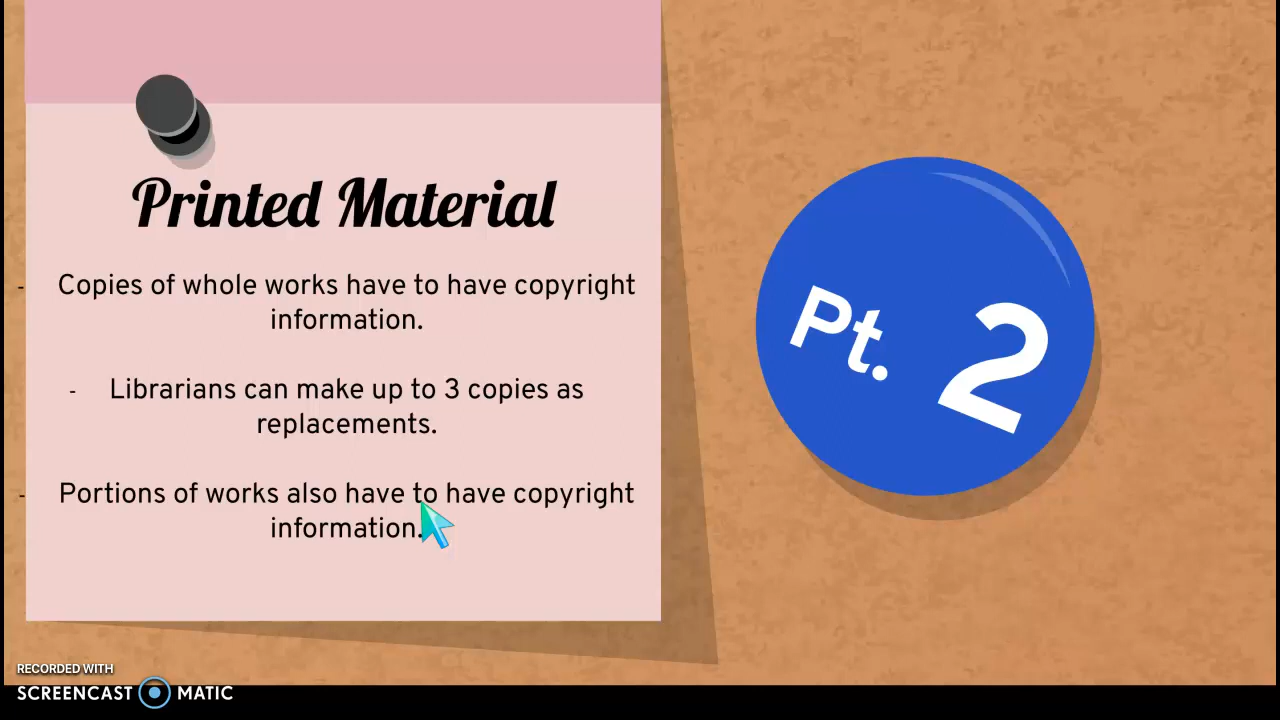 Printed Material
- Copies of whole works have to have copyright
information.
- Librarians can make up to 3 copies as
replacements.
- Portions of works also have to have copyright
information.
Pt. 2
RECORDED WITH
SCREENCAST MATIC